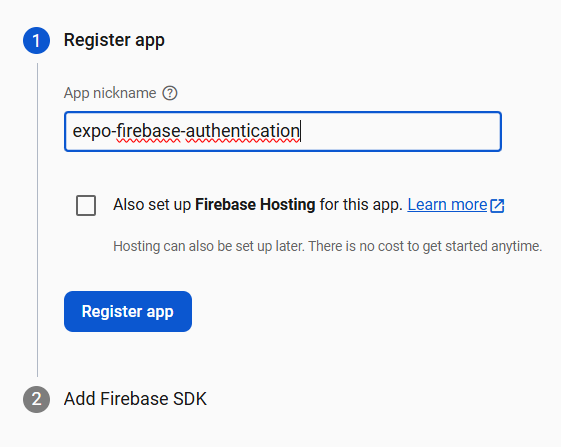 1 Register app
App nickname ?
expo-firebase-authentication
Also set up Firebase Hosting for this app. Learn more
Hosting can also be set up later. There is no cost to get started anytime.
Register app
2 Add Firebase SDK